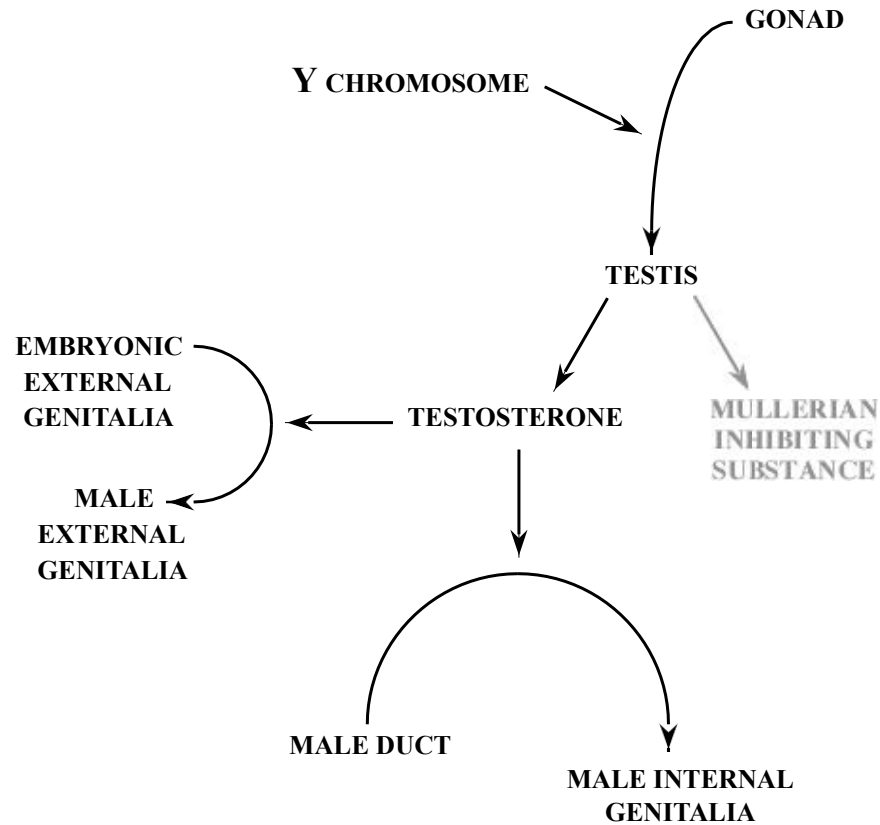 GONAD
Y CHROMOSOME
TESTIS
EMBRYONIC
EXTERNAL
GENITALIA
TESTOSTERONE
MULLERIAN
INHIBITING
SUBSTANCE
MALE
EXTERNAL
GENITALIA
MALE DUCT
MALE INTERNAL
GENITALIA